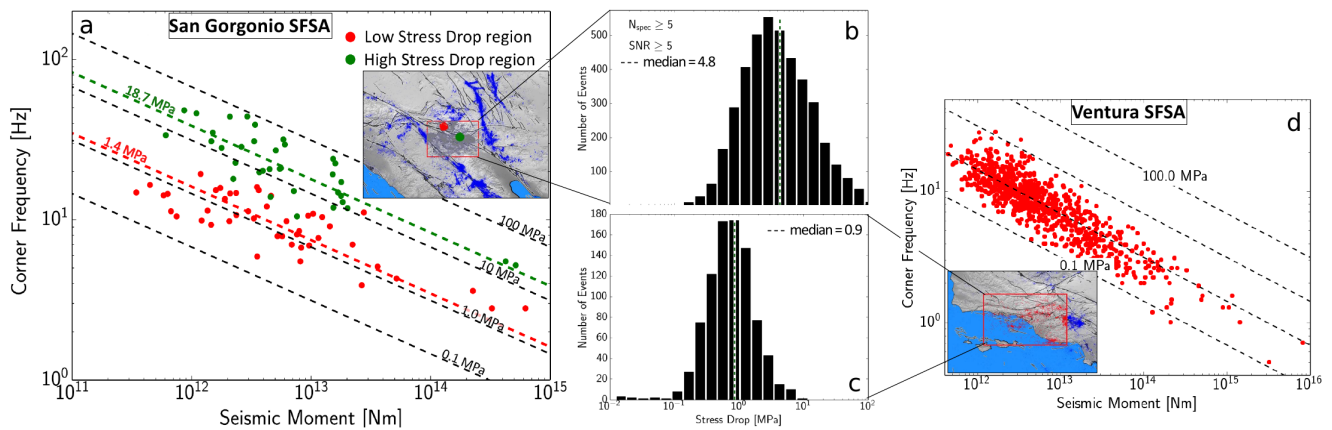 a
San Gorgonio SFSA
Low Stress Drop region
High Stress Drop region
10²
10¹
10⁰
Corner Frequency [Hz]
18.7 MPa
1.4 MPa
100 MPa
10 MPa
1.0 MPa
0.1 MPa
10¹¹
10¹²
10¹³
10¹⁴
10¹⁵
Seismic Moment [Nm]
b
N_spec ≥ 5
SNR ≥ 5
median = 4.8
500
400
300
200
100
0
Number of Events
median = 0.9
180
160
140
120
100
80
60
40
20
0
Number of Events
c
10⁻²
10⁻¹
10⁰
10¹
10²
Stress Drop [MPa]
Ventura SFSA
d
100.0 MPa
0.1 MPa
10¹
10⁰
Corner Frequency [Hz]
10¹²
10¹³
10¹⁴
10¹⁵
10¹⁶
Seismic Moment [Nm]